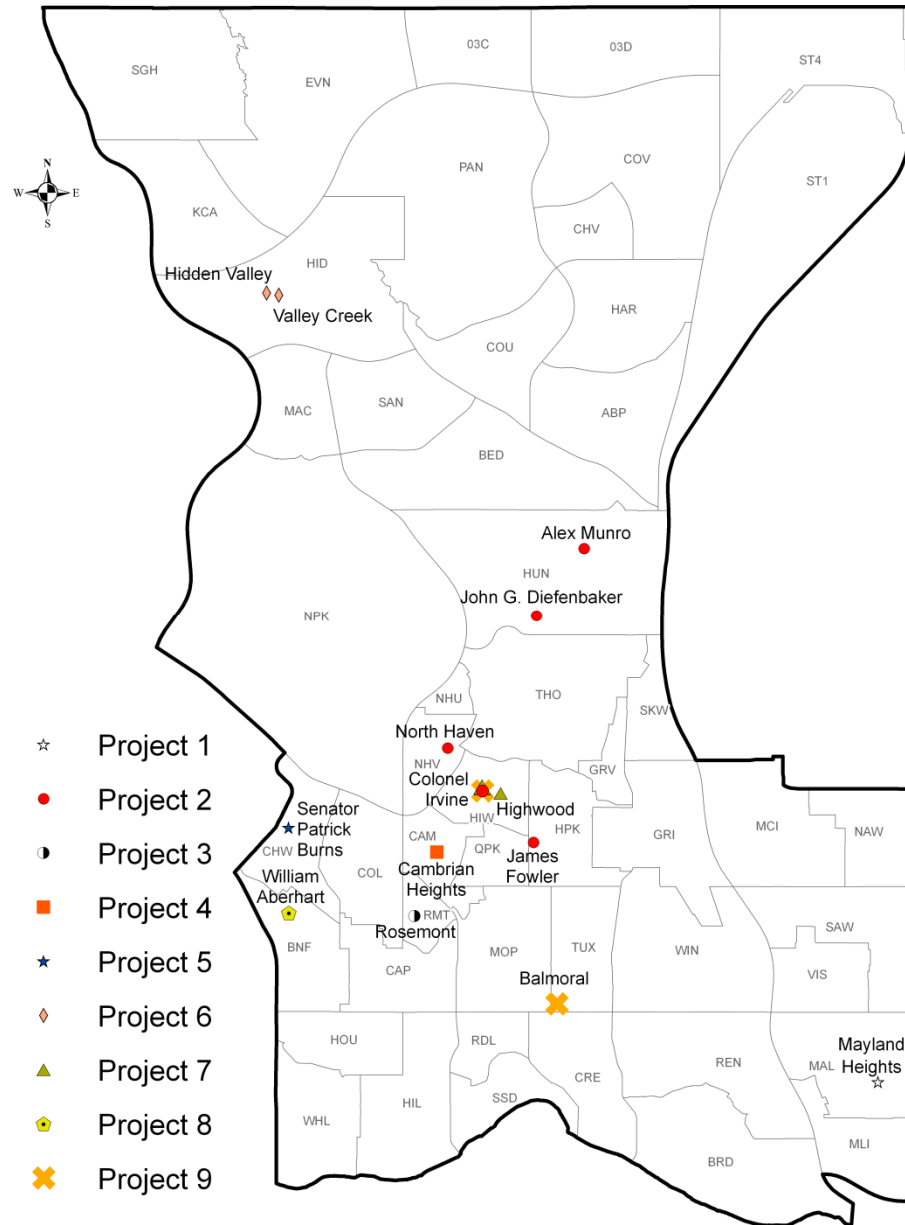 03C
03D
ST4
SGH
EVN
PAN
COV
ST1
N
W E
S
KCA
CHV
HID
Hidden Valley
Valley Creek
HAR
COU
SAN
MAC
ABP
BED
Alex Munro
HUN
John G. Diefenbaker
NPK
NHU
THO
SKW
North Haven
NHV
GRV
Colonel
Irvine
Highwood
HIW
HPK
QPK
GRI
MCI
NAW
Senator
Patrick
Burns
CHW
CAM
COL
James
Fowler
Cambrian
Heights
William
Aberhart
BNF
RMT
Rosemont
CAP
MOP
TUX
WIN
SAW
VIS
Balmoral
HOU
RDL
REN
Mayland
Heights
MAL
CRE
WHL
HIL
SSD
BRD
MLI
Project 1
Project 2
Project 3
Project 4
Project 5
Project 6
Project 7
Project 8
Project 9